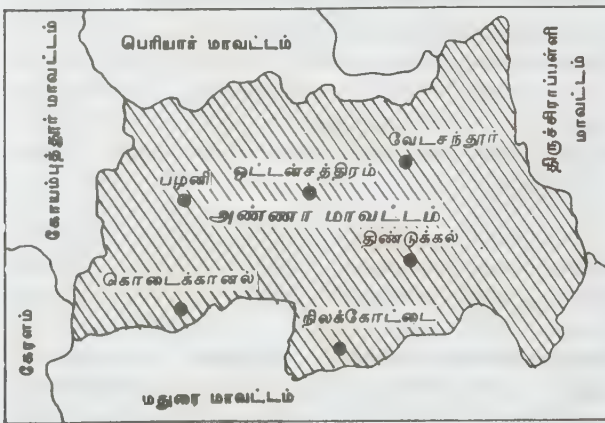 பெரியார் மாவட்டம்
கோயம்புத்தூர் மாவட்டம்
திருச்சிராப்பள்ளி
மாவட்டம்
வேடசந்தூர்
ஒட்டன்சத்திரம்
பழனி
அண்ணா மாவட்டம்
திண்டுக்கல்
கொடைக்கானல்
நிலக்கோட்டை
கேரளம்
மதுரை மாவட்டம்